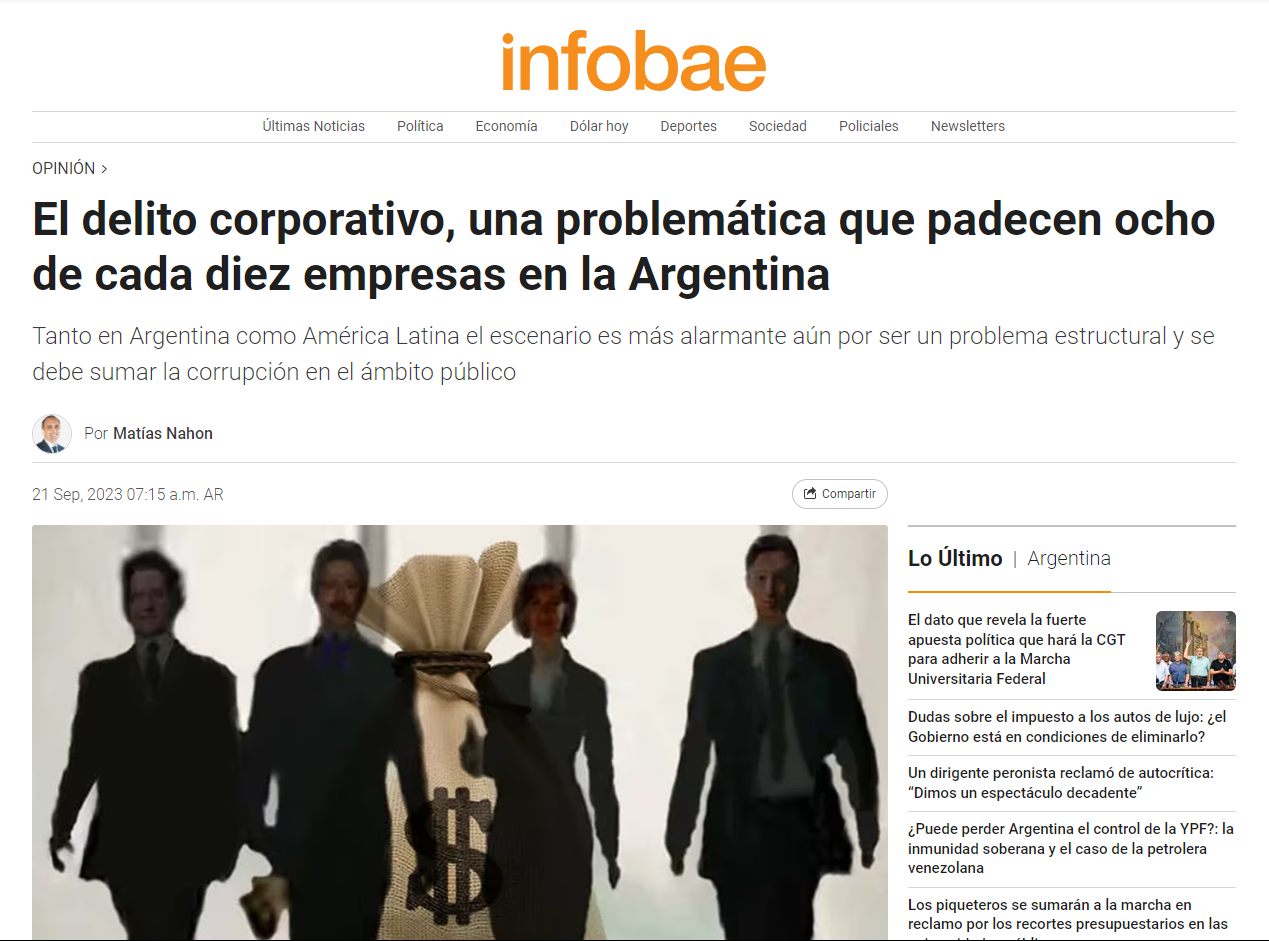 infobae
Últimas Noticias Política Economía Dólar hoy Deportes Sociedad Policiales Newsletters
OPINIÓN >
El delito corporativo, una problemática que padecen ocho
de cada diez empresas en la Argentina
Tanto en Argentina como América Latina el escenario es más alarmante aún por ser un problema estructural y se
debe sumar la corrupción en el ámbito público
Por Matías Nahon
21 Sep, 2023 07:15 a.m. AR
Compartir
$
Lo Último | Argentina
El dato que revela la fuerte
apuesta política que hará la CGT
para adherir a la Marcha
Universitaria Federal
Dudas sobre el impuesto a los autos de lujo: ¿el
Gobierno está en condiciones de eliminarlo?
Un dirigente peronista reclamó de autocrítica:
“Dimos un espectáculo decadente”
¿Puede perder Argentina el control de la YPF?: la
inmunidad soberana y el caso de la petrolera
venezolana
Los piqueteros se sumarán a la marcha en
reclamo por los recortes presupuestarios en las